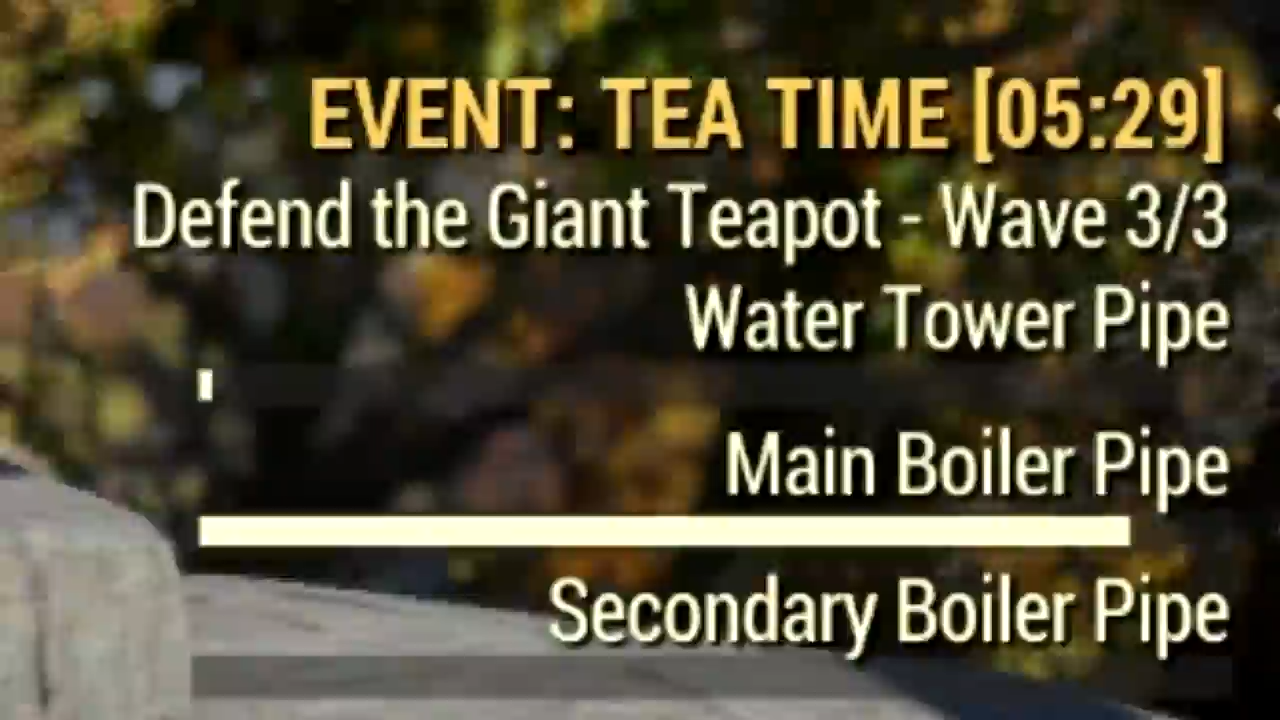 EVENT: TEA TIME [05:29]
Defend the Giant Teapot - Wave 3/3
Water Tower Pipe
Main Boiler Pipe
Secondary Boiler Pipe